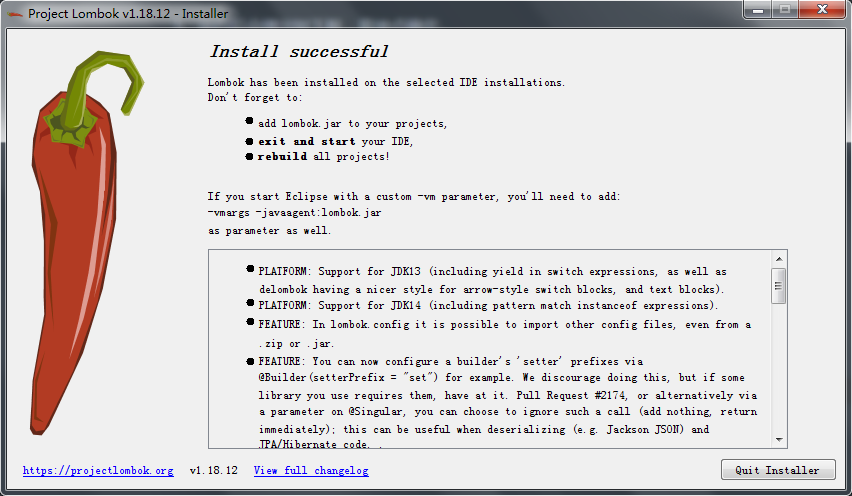 Project Lombok v1.18.12 - Installer
Install successful
Lombok has been installed on the selected IDE installations.
Don't forget to:
add lombok.jar to your projects,
exit and start your IDE,
rebuild all projects!
If you start Eclipse with a custom -vm parameter, you'll need to add:
-vmargs -javaagent:lombok.jar
as parameter as well.
PLATFORM: Support for JDK13 (including yield in switch expressions, as well as
delombok having a nicer style for arrow-style switch blocks, and text blocks).
PLATFORM: Support for JDK14 (including pattern match instanceof expressions).
FEATURE: In lombok.config it is possible to import other config files, even from a
.zip or .jar.
FEATURE: You can now configure a builder's 'setter' prefixes via
@Builder(setterPrefix = "set") for example. We discourage doing this, but if some
library you use requires them, have at it. Pull Request #2174, or alternatively via
a parameter on @Singular, you can choose to ignore such a call (add nothing, return
immediately); this can be useful when deserializing (e.g. Jackson JSON) and
JPA/Hibernate code.
https://projectlombok.org v1.18.12 View full changelog
Quit Installer